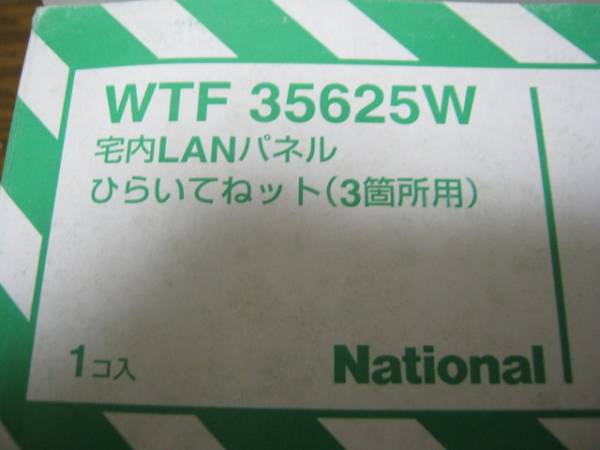 WTF 35625W
宅内LANパネル
ひらいてねット(3箇所用)
1コ入 National